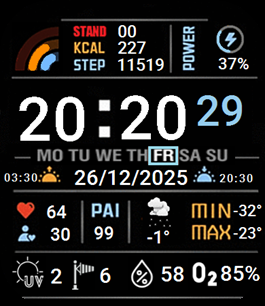 STAND 00
KCAL 227
STEP 11519
POWER
37%
20:20 29
MO TU WE TH FR SA SU
03:30 26/12/2025 20:30
64 PAI -1° MIN -32°
30 99 MAX -23°
UV 2 6 58 O2 85%